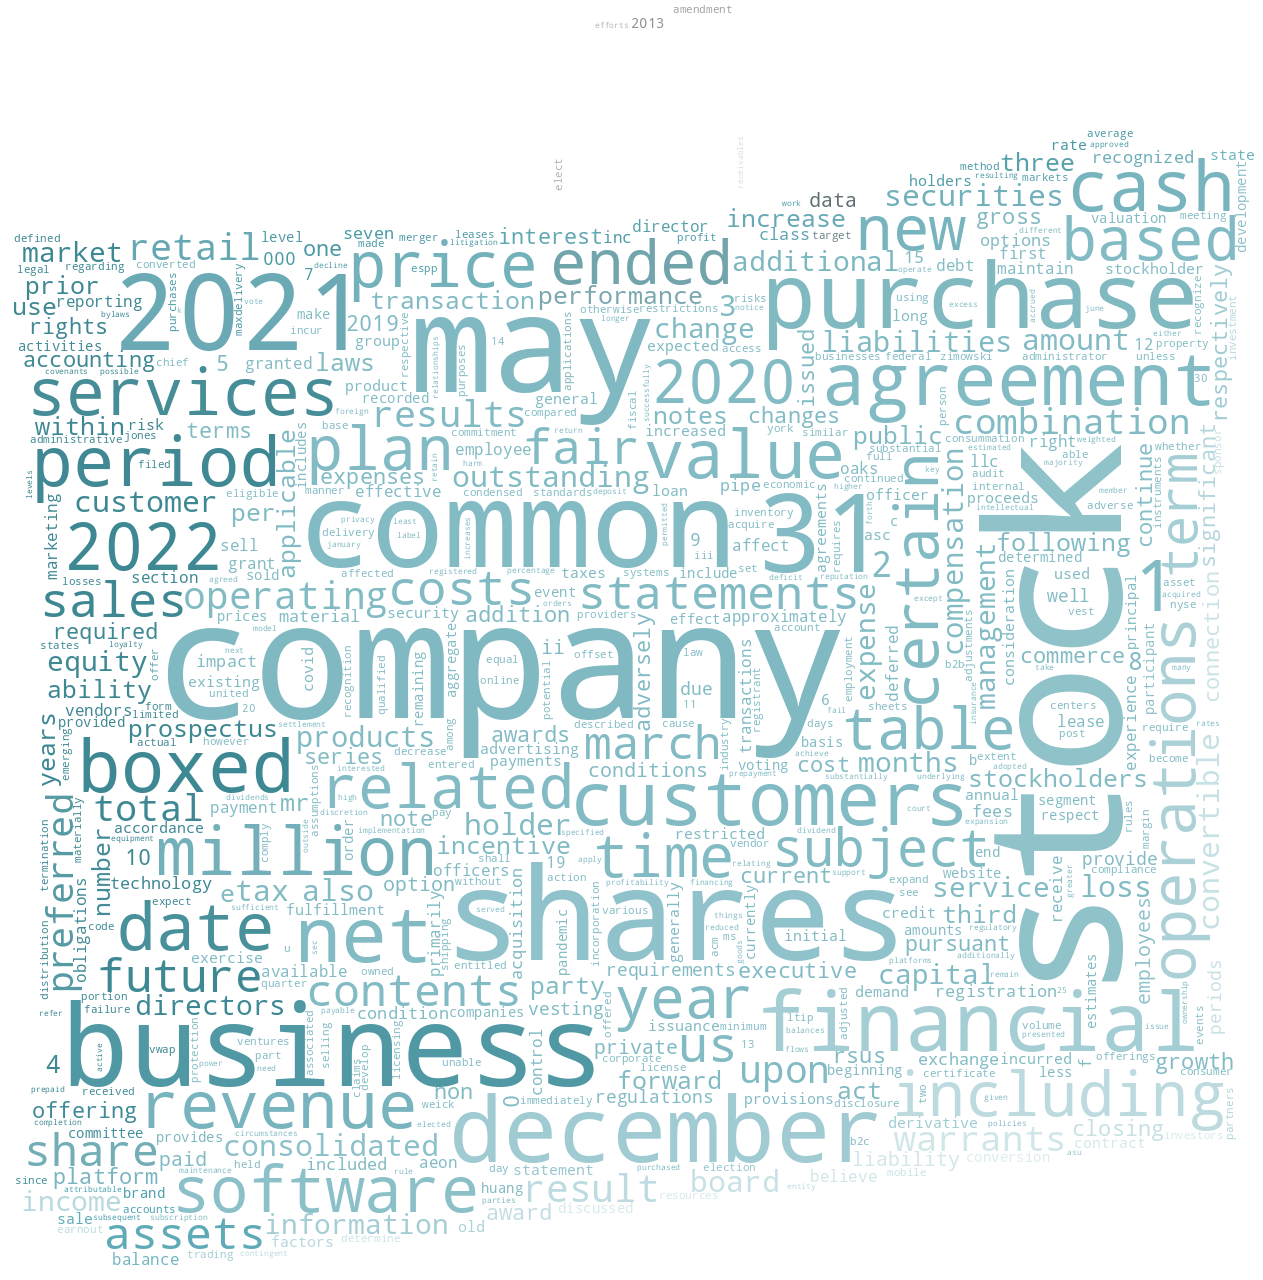 amendment
efforts 2013
average
rate approved
three recognized state
method resulting markets
elect receivables
holders securities cash
work data
class target
increase new gross valuation meeting
options different
development
defined seven director
market retail level one made merger leases litigation interest inc profit
000 price ended additional 15 debt first based
legal regarding converted 7 decline espp operate maintain stockholder
prior 2021 transaction performance 3 risks purchase
use reporting purchases k vote maxdelivery make otherwise restrictions notice using excess accrued june recognize
bylaws rights incur 2019 may longer change long
activities group respective 14 applications expected access liabilities amount 12 property respectively investment
accounting chief 5 granted laws relationships purposes issued businesses federal zimowski administrator unless either
covenants possible product general 2020 agreement 30
services recorded results compared fiscal successfully notes changes person
base foreign combination
within risk terms plan commitment return increased york similar public substantial consummation right weighted whether
administrative jones includes employee fair value oaks continued estimated able
filed expenses harm llc majority
levels period manner effective retain outstanding pipe economic key internal instruments
eligible condensed standards deposit loan higher officer proceeds intellectual member adverse
customer per applicable privacy least permitted inventory agreements forth c certain compensation audit continue significant sponsor
marketing 2022 sell delivery label common acquire 31 asc following term
january increases 9 iii affect requires 2 determined
losses section grant affected registered percentage taxes systems include set deficit reputation management used 1 asset
sales sold agreed operating costs event statements except well acquired
prices material security addition orders providers effect approximately expense consideration vest nyse
required model company account principal
states loyalty next impact covid equal offset law employment deferred b2b adjustments commerce 8
equity offer existing recognition qualified remaining aggregate ii adversely take many
ability united online due transactions registrant insurance participant connection
vendors form 20 potential 11 6 sheets stock operations
provided limited prospectus settlement described cause fail table centers experience require rates
years actual however products among awards march industry days lease
emerging series decrease advertising voting basis months b extent post become convertible
boxed interested entered payments conditions prepayment cost achieve adopted
total dividends assumptions high related substantially underlying stockholders
payment mr discretion note pay customers court annual segment
materially accordance implementation holder specified dividend fees expansion respect rules
preferred equipment million comply outside order incentive restricted vendor subject end margin
termination number 10 officers shall 19 apply time relating support website compliance
technology etax also option without action profitability financing current expand service loss provide
expect sufficient fulfillment served various see receive greater
distribution obligations code date u sec net primarily shipping acquisition pandemic incorporation shares generally reduced things currently credit third
exercise acm ms goods initial amounts regulatory employees
future available owned entitled requirements executive platforms pursuant additionally
portion quarter contents party capital remain estimates ownership periods
refer failure directors payable condition companies vesting offered year ltip demand registration 25 issue
protection ventures associated issuance minimum adjusted volume financial events
business active vwap part selling licensing unable control private us 13 balances presented
4 power need claims develop corporate flows rsus exchange incurred f offerings growth
prepaid received non immediately license forward upon beginning certificate less consumer
offering weick 0 regulations provisions act disclosure two given including
completion revenue elected derivative policies partners
committee provides circumstances december b2c warrants closing investors
share consolidated liability contract
paid held included aeon day statement purchased election conversion asu
since platform maintenance rule believe mobile
attributable software huang result resources board entity
income brand accounts parties
sale subsequent subscription award discussed
earnout assets information old
factors determine
balance trading contingent